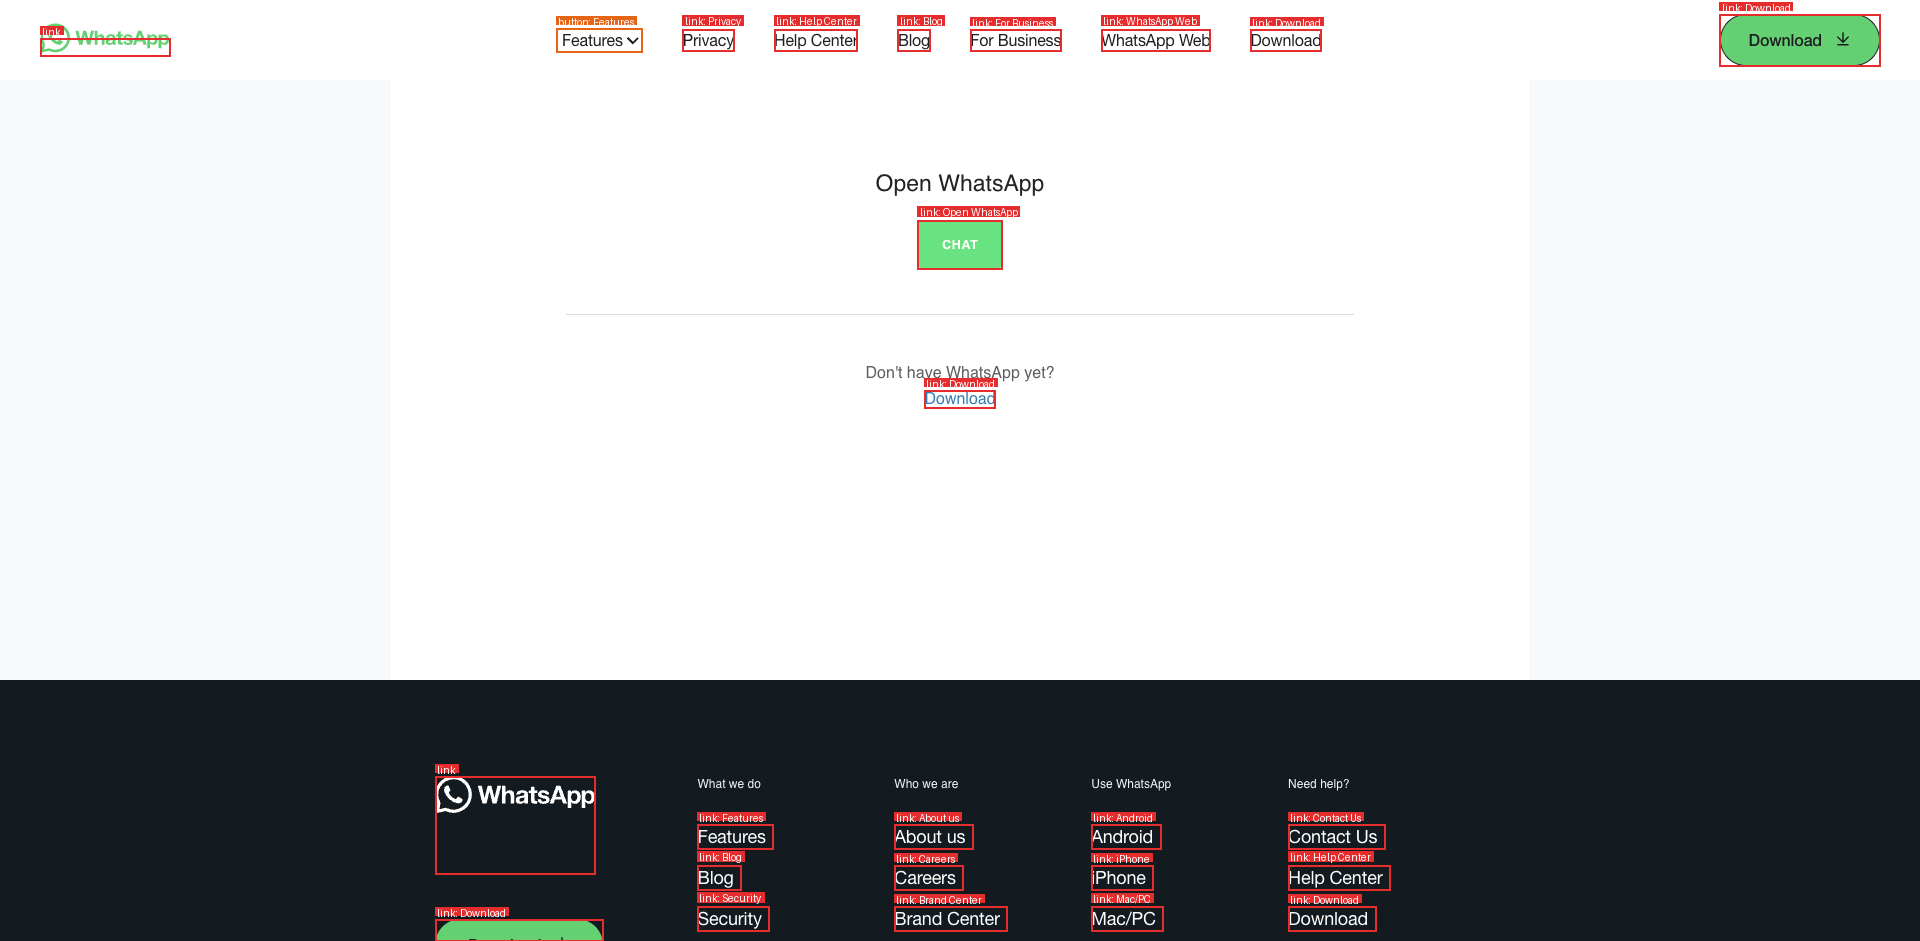 link
WhatsApp
button: Features
Features
link: Privacy
Privacy
link: Help Center
Help Center
link: Blog
Blog
link: For Business
For Business
link: WhatsApp Web
WhatsApp Web
link: Download
Download
link: Download
Download
Open WhatsApp
link: Open WhatsApp
CHAT
Don't have WhatsApp yet?
link: Download
Download
link
WhatsApp
link: Download
What we do
link: Features
Features
link: Blog
Blog
link: Security
Security
Who we are
link: About us
About us
link: Careers
Careers
link: Brand Center
Brand Center
Use WhatsApp
link: Android
Android
link: iPhone
iPhone
link: Mac/PC
Mac/PC
Need help?
link: Contact Us
Contact Us
link: Help Center
Help Center
link: Download
Download